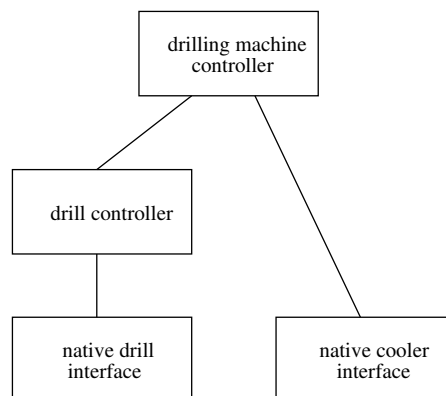 drilling machine
controller
drill controller
native drill
interface
native cooler
interface